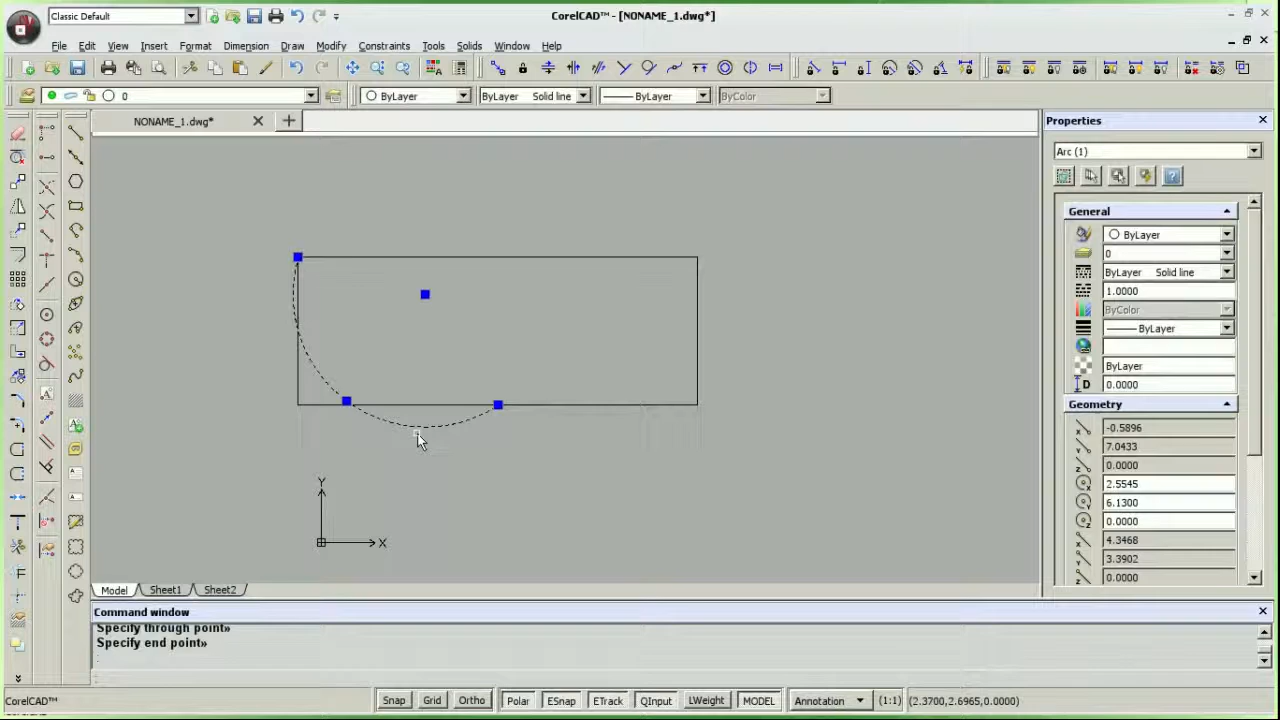 Classic Default
CorelCAD™ - [NONAME_1.dwg*]
File Edit View Insert Format Dimension Draw Modify Constraints Tools Solids Window Help
0 ByLayer ByLayer Solid line ByLayer ByColor
NONAME_1.dwg*
Properties
Arc (1)
General
ByLayer
0
ByLayer Solid line
1.0000
ByColor
ByLayer
ByLayer
D 0.0000
Geometry
X -0.5896
Y 7.0433
Z 0.0000
X 2.5545
Y 6.1300
Z 0.0000
X 4.3468
Y 3.3902
Z 0.0000
Y
X
Model Sheet1 Sheet2
Command window
Specify through point»
Specify end point»
:
CorelCAD™ Snap Grid Ortho Polar ESnap ETrack QInput LWeight MODEL Annotation (1:1) (2.3700,2.6965,0.0000)